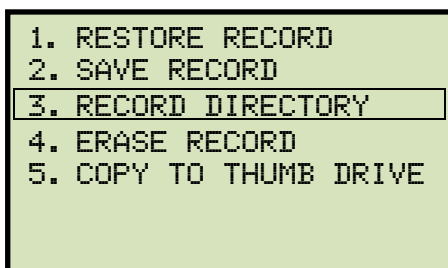 1. RESTORE RECORD
2. SAVE RECORD
3. RECORD DIRECTORY
4. ERASE RECORD
5. COPY TO THUMB DRIVE